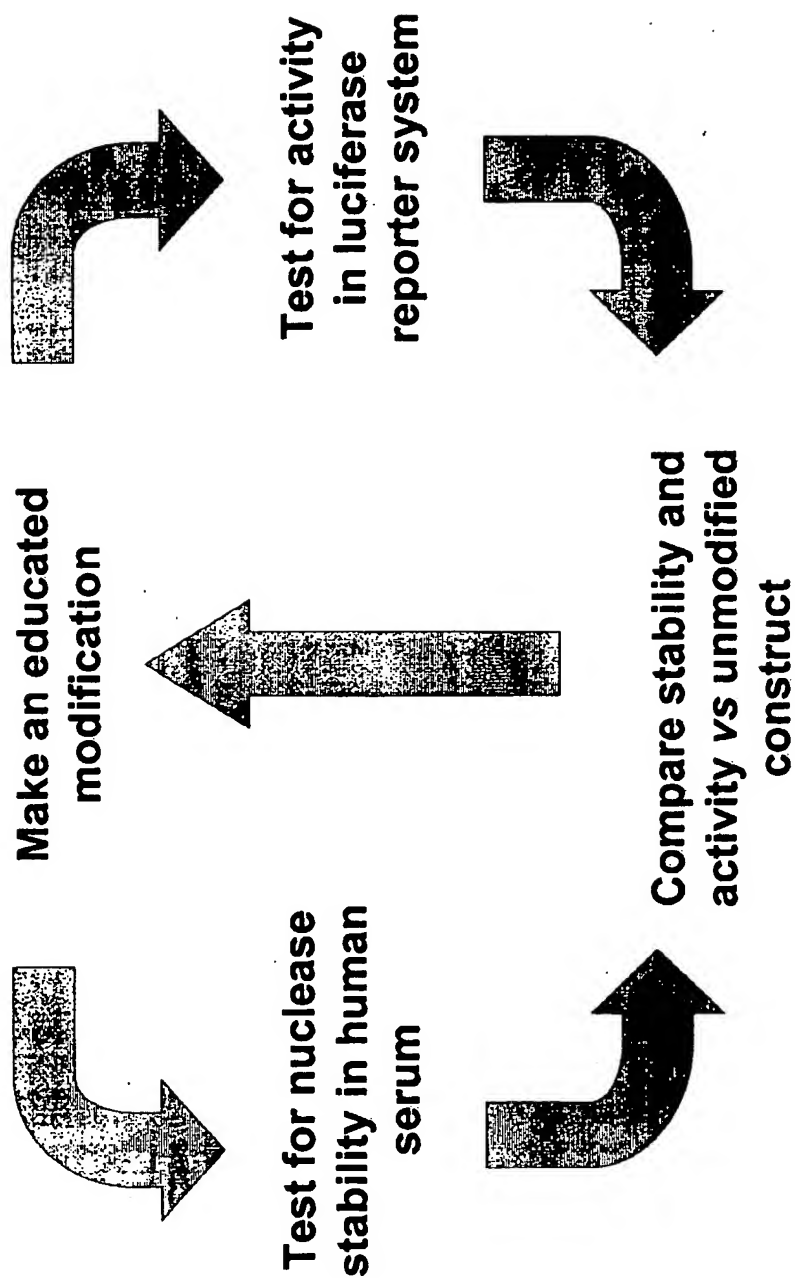 Make an educated
modification
Test for nuclease
stability in human
serum
Test for activity
in luciferase
reporter system
Compare stability and
activity vs unmodified
construct